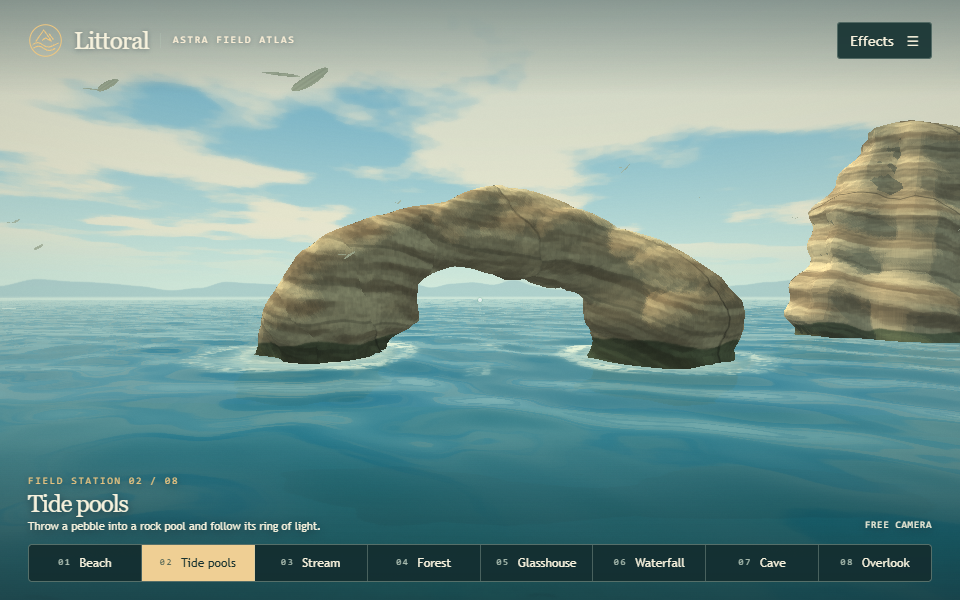 Littoral
ASTRA FIELD ATLAS
Effects
FIELD STATION 02 / 08
Tide pools
Throw a pebble into a rock pool and follow its ring of light.
FREE CAMERA
01 Beach
02 Tide pools
03 Stream
04 Forest
05 Glasshouse
06 Waterfall
07 Cave
08 Overlook